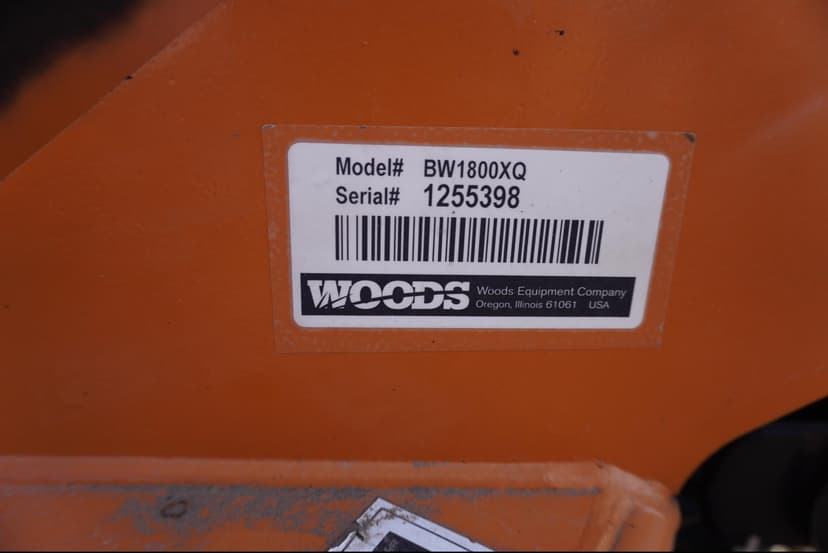 Model# BW1800XQ
Serial# 1255398
WOODS Woods Equipment Company
Oregon, Illinois 61061 USA